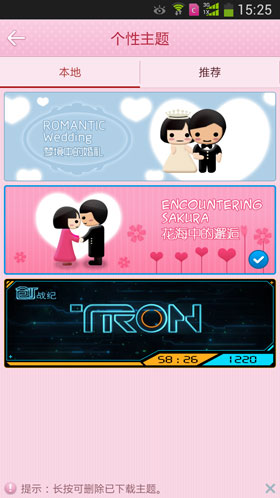 15:25
个性主题
本地
推荐
ROMANTIC
Wedding
梦境中的婚礼
ENCOUNTERING
SAKURA
花海中的邂逅
创战纪
TRON
58:26
1220
提示：长按可删除已下载主题。